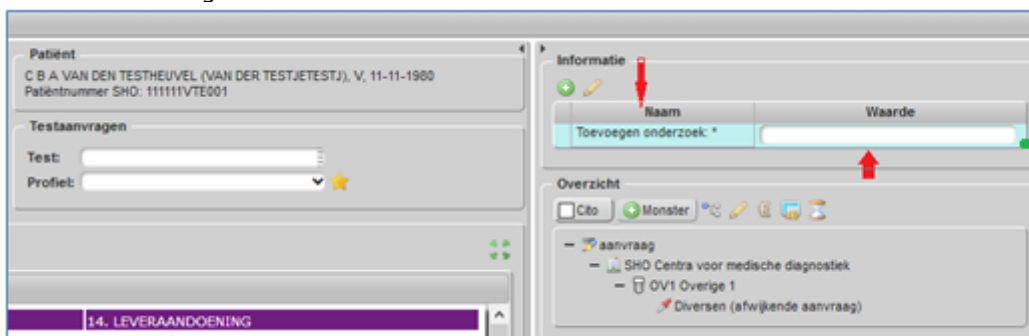 Patiënt
C B A VAN DEN TESTHEUVEL (VAN DER TESTJETESTJ), V, 11-11-1980
Patiëntnummer SHO: 111111VTE001
Testaanvragen
Test:
Profiel:
14. LEVERAANDOENING
Informatie
Naam Waarde
Toevoegen onderzoek: *
Overzicht
Cito Monster
aanvraag
SHO Centra voor medische diagnostiek
OV1 Overige 1
Diversen (afwijkende aanvraag)